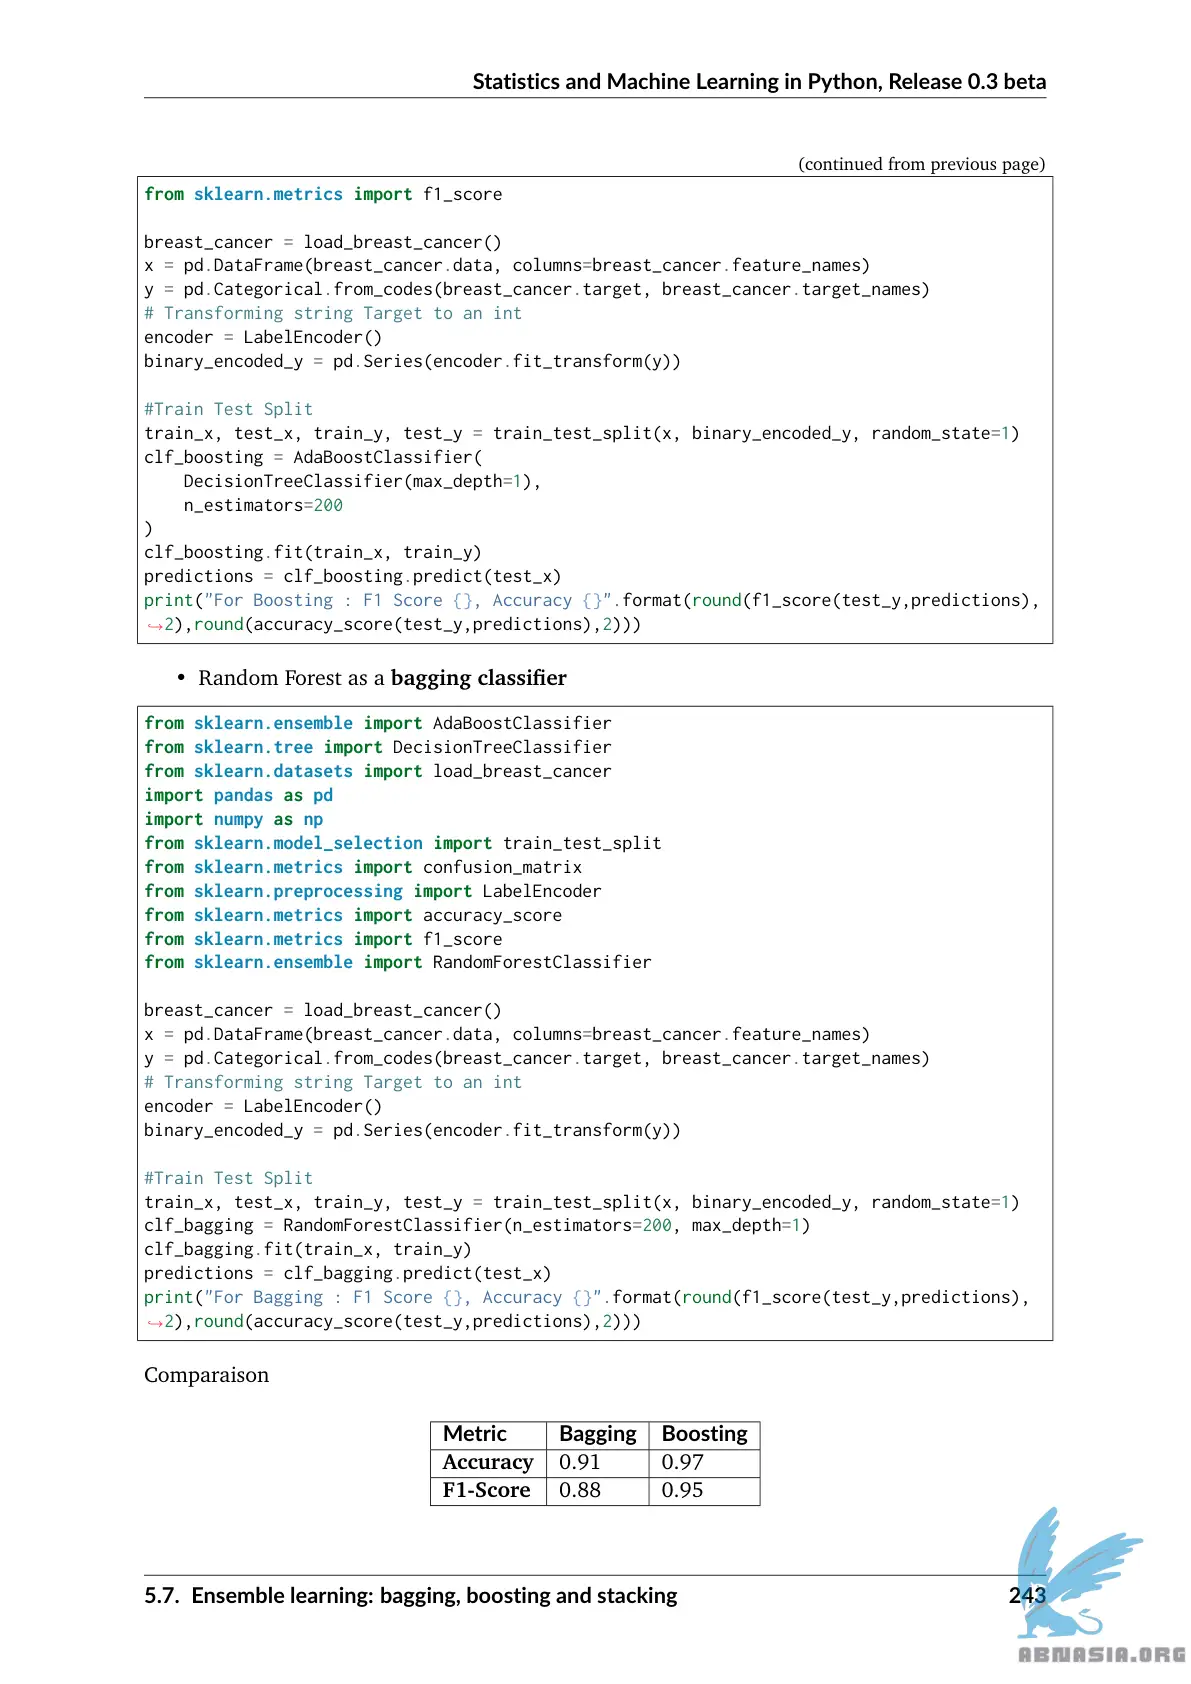 Statistics and Machine Learning in Python, Release 0.3 beta
(continued from previous page)
from sklearn.metrics import f1_score
breast_cancer = load_breast_cancer()
x = pd.DataFrame(breast_cancer.data, columns=breast_cancer.feature_names)
y = pd.Categorical.from_codes(breast_cancer.target, breast_cancer.target_names)
# Transforming string Target to an int
encoder = LabelEncoder()
binary_encoded_y = pd.Series(encoder.fit_transform(y))
#Train Test Split
train_x, test_x, train_y, test_y = train_test_split(x, binary_encoded_y, random_state=1)
clf_boosting = AdaBoostClassifier(
    DecisionTreeClassifier(max_depth=1),
    n_estimators=200
)
clf_boosting.fit(train_x, train_y)
predictions = clf_boosting.predict(test_x)
print("For Boosting : F1 Score {}, Accuracy {}".format(round(f1_score(test_y,predictions),
↪2),round(accuracy_score(test_y,predictions),2)))
• Random Forest as a bagging classifier
from sklearn.ensemble import AdaBoostClassifier
from sklearn.tree import DecisionTreeClassifier
from sklearn.datasets import load_breast_cancer
import pandas as pd
import numpy as np
from sklearn.model_selection import train_test_split
from sklearn.metrics import confusion_matrix
from sklearn.preprocessing import LabelEncoder
from sklearn.metrics import accuracy_score
from sklearn.metrics import f1_score
from sklearn.ensemble import RandomForestClassifier
breast_cancer = load_breast_cancer()
x = pd.DataFrame(breast_cancer.data, columns=breast_cancer.feature_names)
y = pd.Categorical.from_codes(breast_cancer.target, breast_cancer.target_names)
# Transforming string Target to an int
encoder = LabelEncoder()
binary_encoded_y = pd.Series(encoder.fit_transform(y))
#Train Test Split
train_x, test_x, train_y, test_y = train_test_split(x, binary_encoded_y, random_state=1)
clf_bagging = RandomForestClassifier(n_estimators=200, max_depth=1)
clf_bagging.fit(train_x, train_y)
predictions = clf_bagging.predict(test_x)
print("For Bagging : F1 Score {}, Accuracy {}".format(round(f1_score(test_y,predictions),
↪2),round(accuracy_score(test_y,predictions),2)))
Comparaison
Metric Bagging Boosting
Accuracy 0.91 0.97
F1-Score 0.88 0.95
5.7. Ensemble learning: bagging, boosting and stacking 243
ABNASIA.ORG